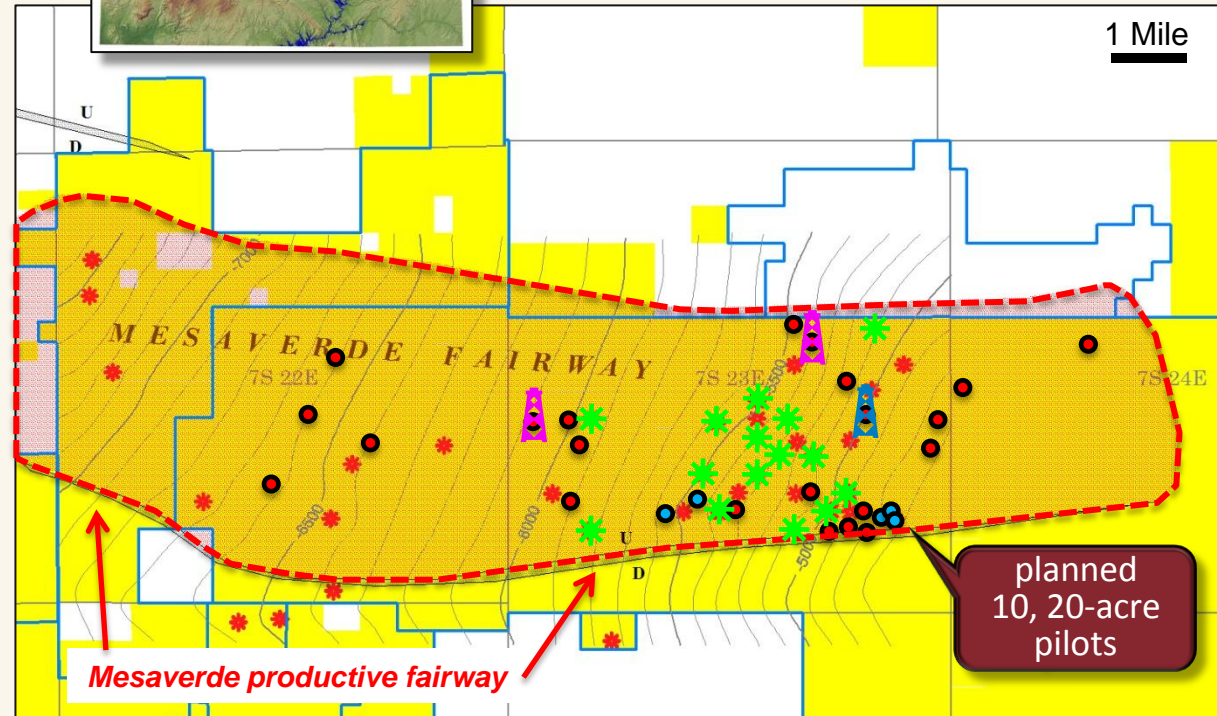 1 Mile
U
D
-7000
MESAVERDE FAIRWAY
7S 22E
7S 23E
-5500
7S 24E
-6500
-6000
U
D
-5000
planned
10, 20-acre
pilots
Mesaverde productive fairway